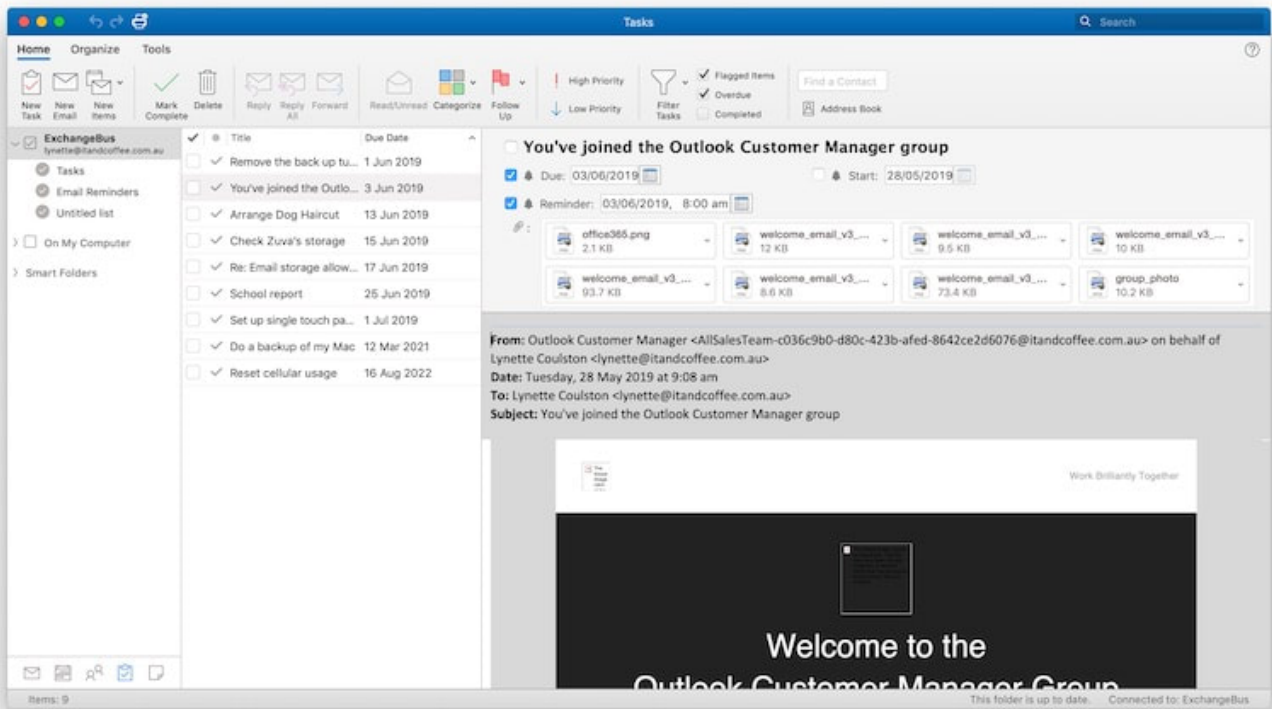 Tasks
Search
Home Organize Tools
New Task
New Email
New Items
Mark Complete
Delete
Reply
Reply All
Forward
Read/Unread
Categorize
Follow Up
High Priority
Low Priority
Filter Tasks
Flagged Items
Overdue
Completed
Find a Contact
Address Book
ExchangeBus
lynette@itandcoffee.com.au
Tasks
Email Reminders
Untitled list
On My Computer
Smart Folders
Title Due Date
Remove the back up tu... 1 Jun 2019
You've joined the Outlo... 3 Jun 2019
Arrange Dog Haircut 13 Jun 2019
Check Zuva's storage 15 Jun 2019
Re: Email storage allow... 17 Jun 2019
School report 25 Jun 2019
Set up single touch pa... 1 Jul 2019
Do a backup of my Mac 12 Mar 2021
Reset cellular usage 16 Aug 2022
You've joined the Outlook Customer Manager group
Due: 03/06/2019 Start: 28/05/2019
Reminder: 03/06/2019, 8:00 am
office365.png
2.1 KB
welcome_email_v3_...
12 KB
welcome_email_v3_...
9.5 KB
welcome_email_v3_...
10 KB
welcome_email_v3_...
93.7 KB
welcome_email_v3_...
8.6 KB
welcome_email_v3_...
73.4 KB
group_photo
10.2 KB
From: Outlook Customer Manager <AllSalesTeam-c036c9b0-d80c-423b-afed-8642ce2d6076@itandcoffee.com.au> on behalf of
Lynette Coulston <lynette@itandcoffee.com.au>
Date: Tuesday, 28 May 2019 at 9:08 am
To: Lynette Coulston <lynette@itandcoffee.com.au>
Subject: You've joined the Outlook Customer Manager group
Work Brilliantly Together
Welcome to the
Outlook Customer Manager Group
Items: 9
This folder is up to date. Connected to: ExchangeBus